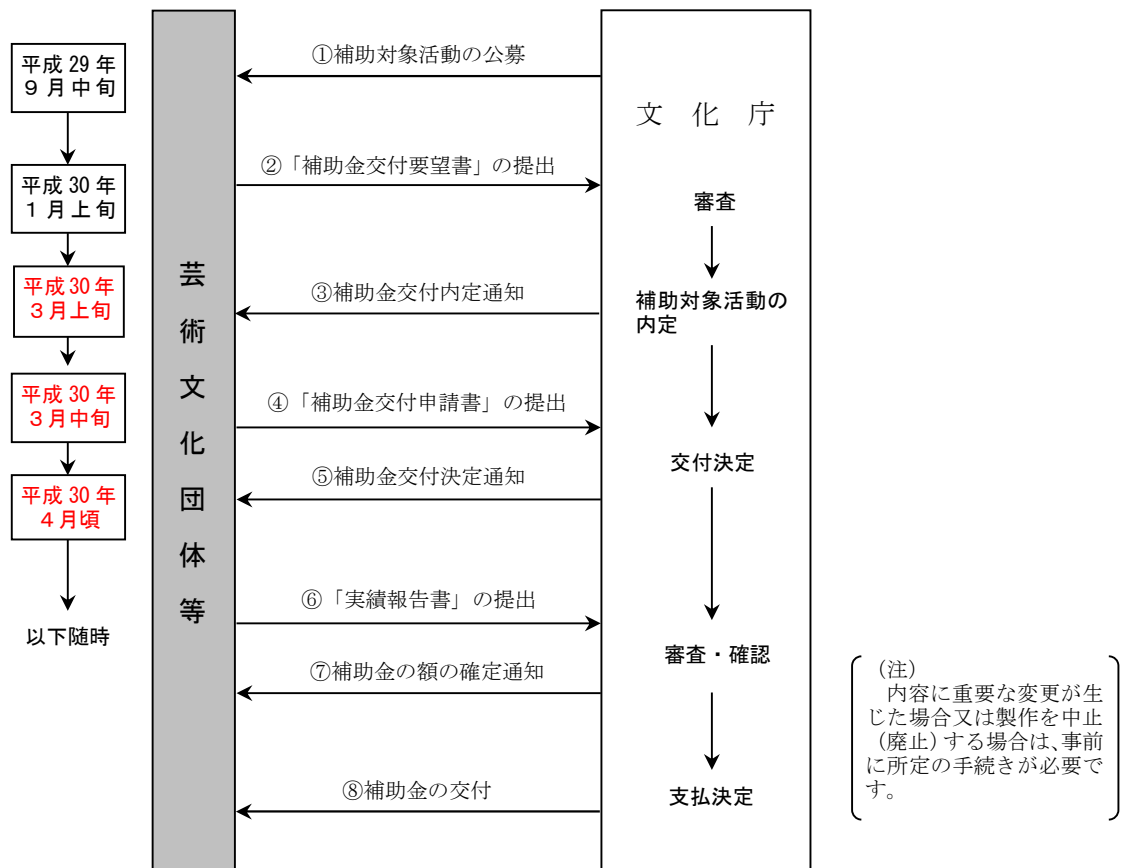 平成 29 年
９月中旬
平成 30 年
１月上旬
平成 30 年
３月上旬
平成 30 年
３月中旬
平成 30 年
４月頃
以下随時
芸術文化団体等
①補助対象活動の公募
②「補助金交付要望書」の提出
③補助金交付内定通知
④「補助金交付申請書」の提出
⑤補助金交付決定通知
⑥「実績報告書」の提出
⑦補助金の額の確定通知
⑧補助金の交付
文　化　庁
審査
補助対象活動の
内定
交付決定
審査・確認
支払決定
（注）
内容に重要な変更が生
じた場合又は製作を中止
（廃止）する場合は、事前
に所定の手続きが必要で
す。